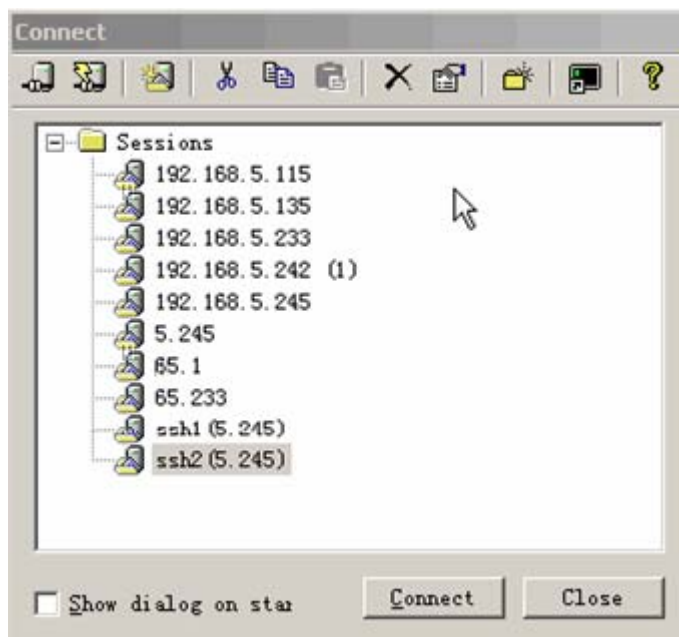 Connect
Sessions
192.168.5.115
192.168.5.135
192.168.5.233
192.168.5.242 (1)
192.168.5.245
5.245
65.1
65.233
ssh1(5.245)
ssh2(5.245)
Show dialog on star
Connect
Close